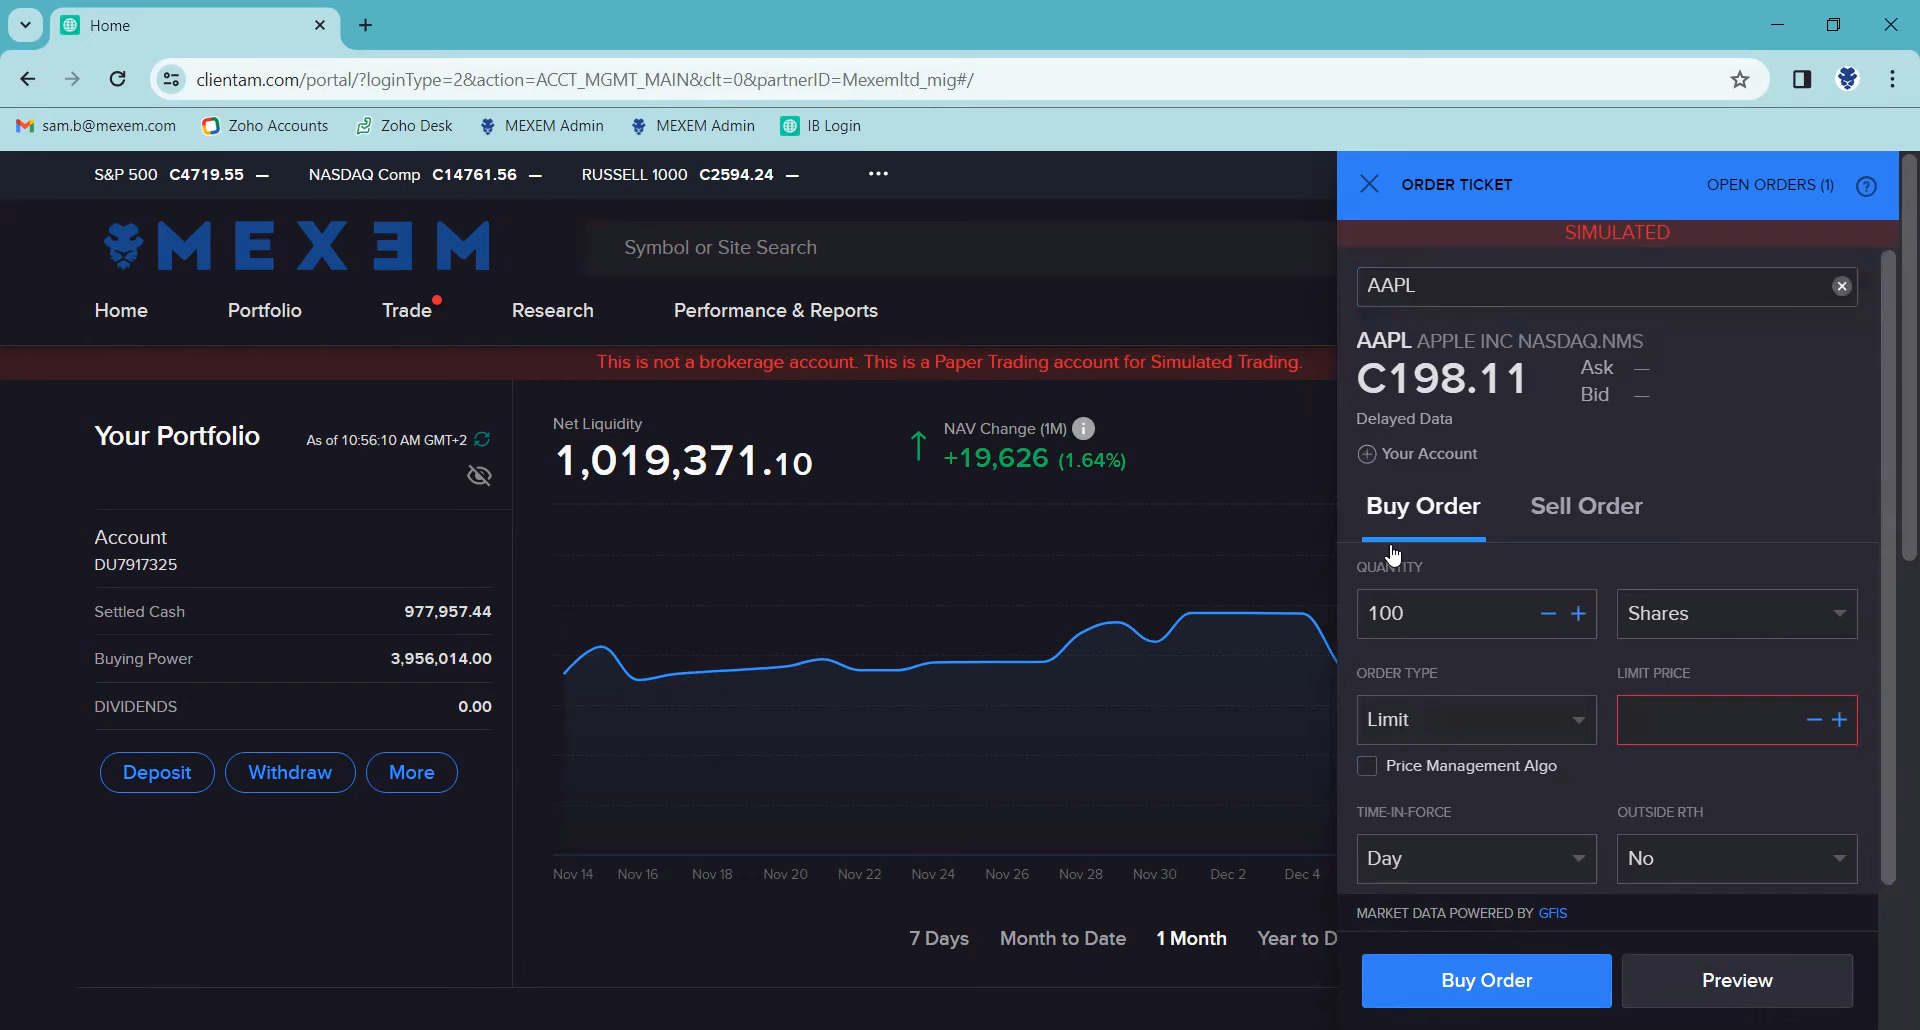 Home
clientam.com/portal/?loginType=2&action=ACCT_MGMT_MAIN&clt=0&partnerID=Mexemltd_mig#/
sam.b@mexem.com Zoho Accounts Zoho Desk MEXEM Admin MEXEM Admin IB Login
S&P 500 C4719.55 — NASDAQ Comp C14761.56 — RUSSELL 1000 C2594.24 — •••
MEXEM
Symbol or Site Search
Home Portfolio Trade Research Performance & Reports
This is not a brokerage account. This is a Paper Trading account for Simulated Trading.
Your Portfolio
As of 10:56:10 AM GMT+2
Account
DU7917325
Settled Cash 977,957.44
Buying Power 3,956,014.00
DIVIDENDS 0.00
Deposit Withdraw More
Net Liquidity
1,019,371.10
NAV Change (1M) i
+19,626 (1.64%)
Nov 14 Nov 16 Nov 18 Nov 20 Nov 22 Nov 24 Nov 26 Nov 28 Nov 30 Dec 2 Dec 4
7 Days Month to Date 1 Month Year to D
ORDER TICKET OPEN ORDERS (1) ?
SIMULATED
AAPL
AAPL APPLE INC NASDAQ.NMS
C198.11
Ask —
Bid —
Delayed Data
Your Account
Buy Order Sell Order
QUANTITY
100 Shares
ORDER TYPE LIMIT PRICE
Limit
Price Management Algo
TIME-IN-FORCE OUTSIDE RTH
Day No
MARKET DATA POWERED BY GFIS
Buy Order Preview